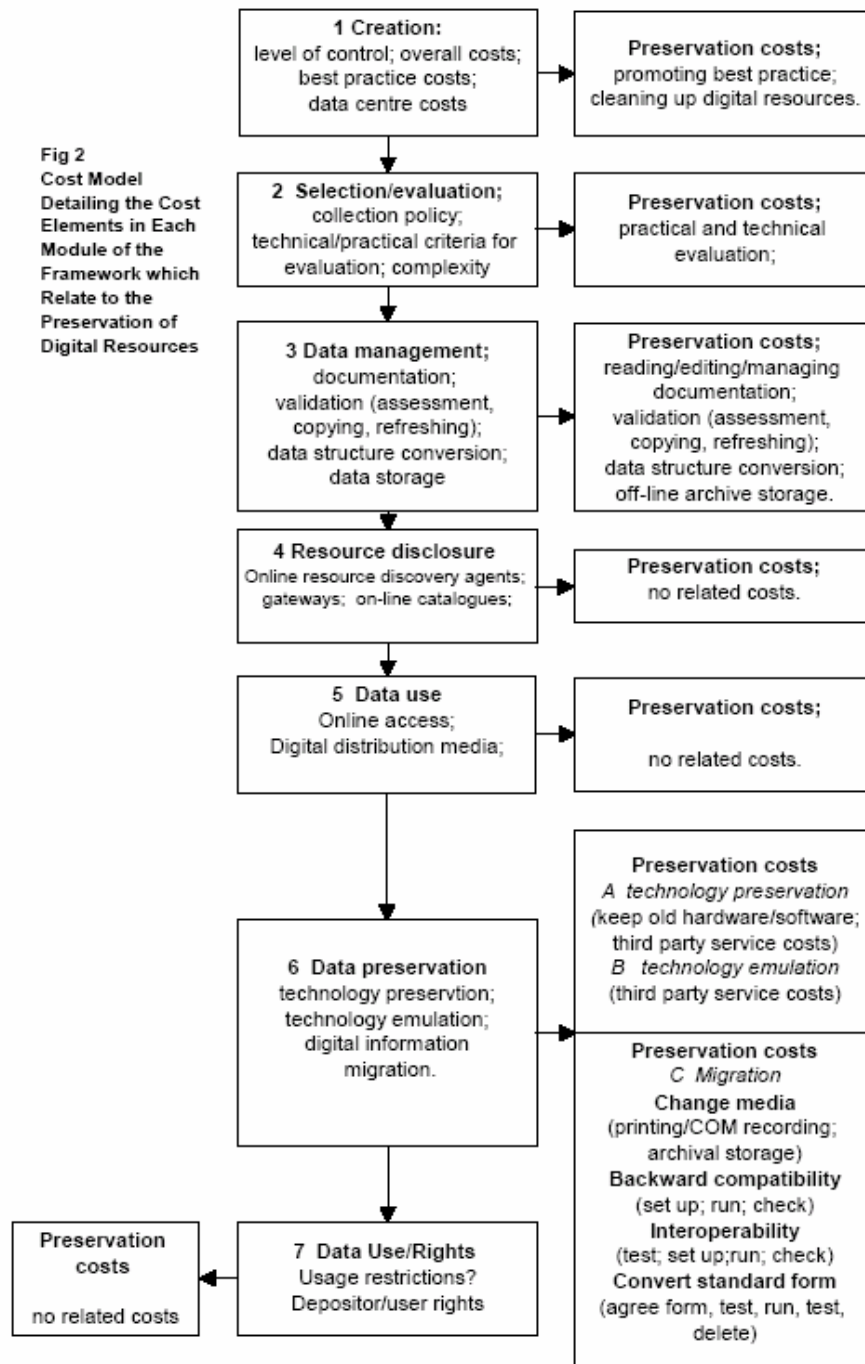 Fig 2
Cost Model
Detailing the Cost
Elements in Each
Module of the
Framework which
Relate to the
Preservation of
Digital Resources
1 Creation:
level of control; overall costs;
best practice costs;
data centre costs
Preservation costs;
promoting best practice;
cleaning up digital resources.
2 Selection/evaluation;
collection policy;
technical/practical criteria for
evaluation; complexity
Preservation costs;
practical and technical
evaluation;
3 Data management;
documentation;
validation (assessment,
copying, refreshing);
data structure conversion;
data storage
Preservation costs;
reading/editing/managing
documentation;
validation (assessment,
copying, refreshing);
data structure conversion;
off-line archive storage.
4 Resource disclosure
Online resource discovery agents;
gateways; on-line catalogues;
Preservation costs;
no related costs.
5 Data use
Online access;
Digital distribution media;
Preservation costs;
no related costs.
6 Data preservation
technology preservtion;
technology emulation;
digital information
migration.
Preservation costs
A technology preservation
(keep old hardware/software;
third party service costs)
B technology emulation
(third party service costs)
Preservation costs
C Migration
Change media
(printing/COM recording;
archival storage)
Backward compatibility
(set up; run; check)
Interoperability
(test; set up;run; check)
Convert standard form
(agree form, test, run, test,
delete)
7 Data Use/Rights
Usage restrictions?
Depositor/user rights
Preservation
costs
no related costs